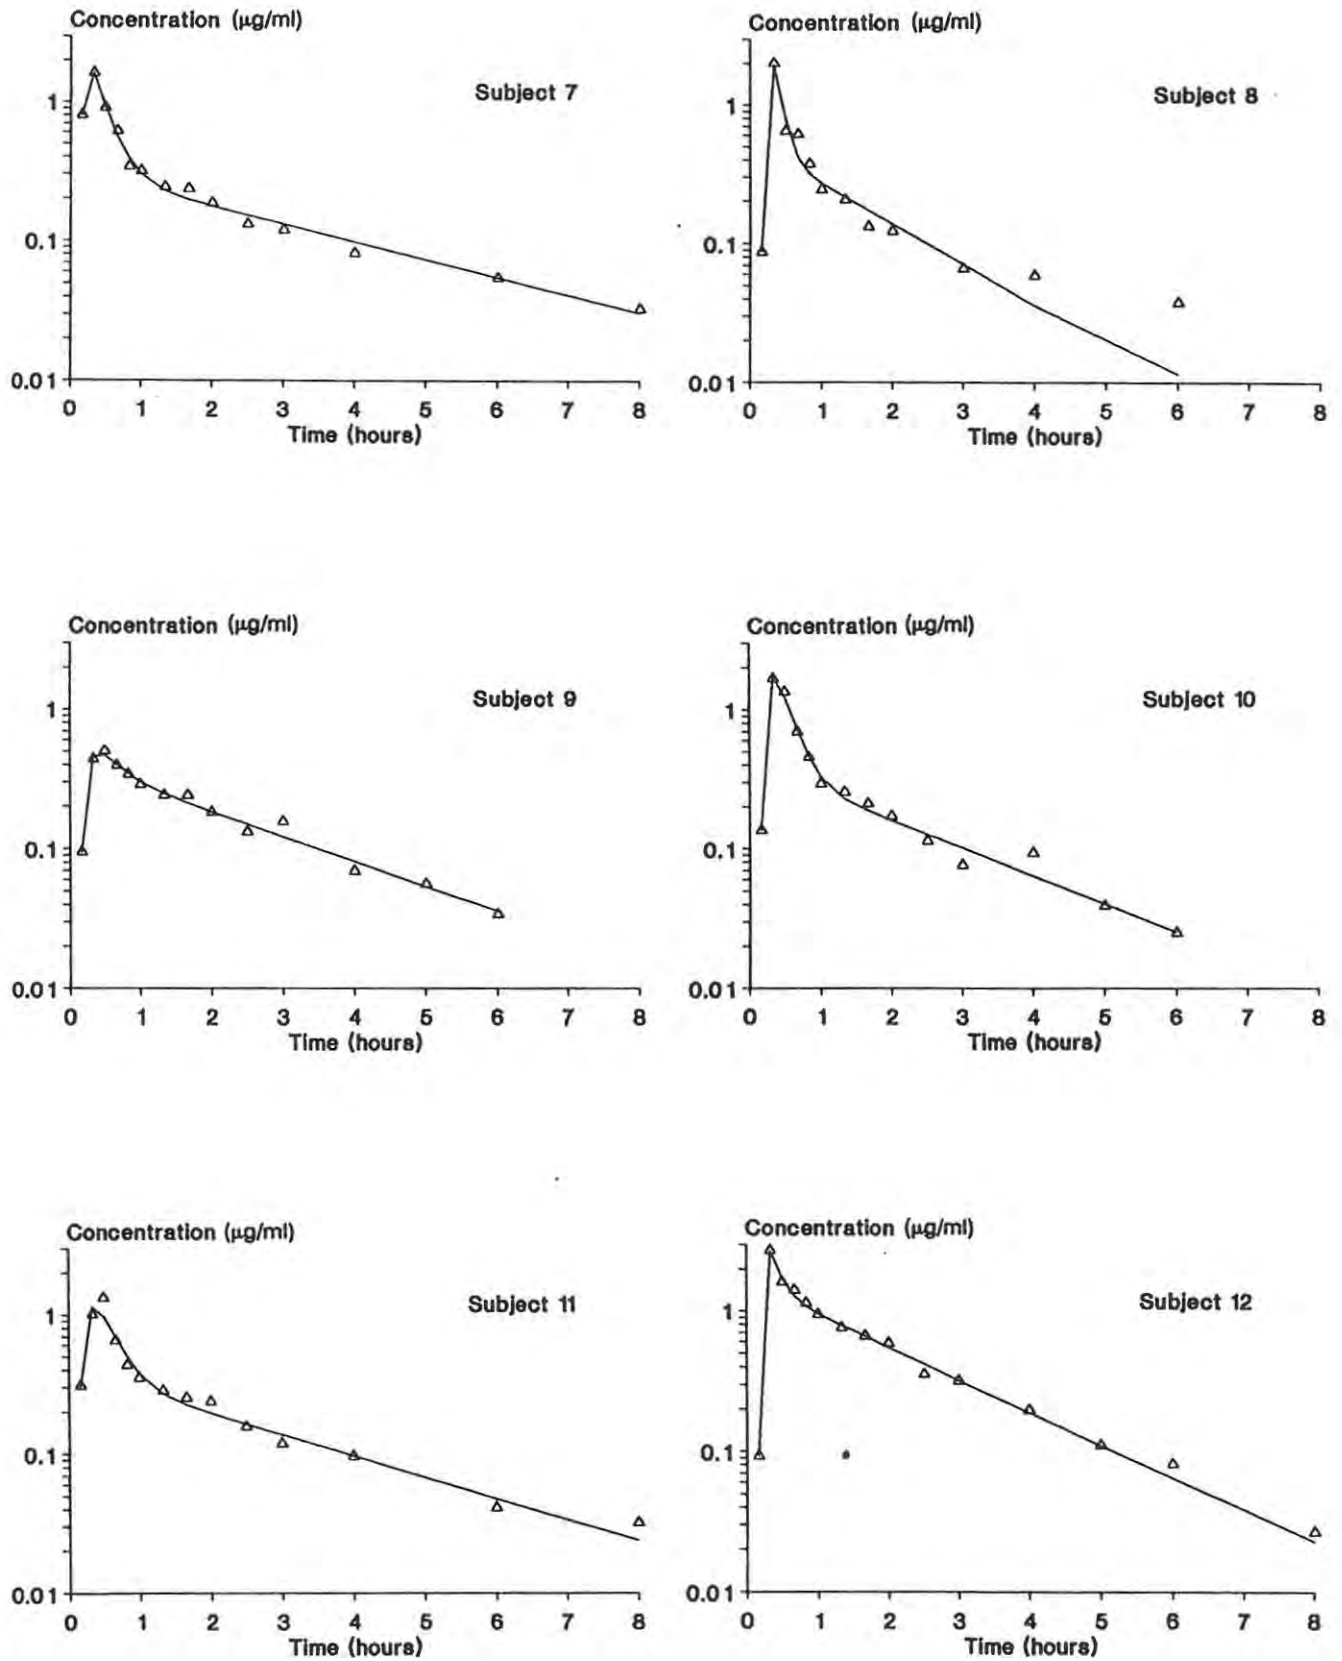 Concentration (μg/ml)
Subject 7
1
0.1
0.01
0 1 2 3 4 5 6 7 8
Time (hours)
Concentration (μg/ml)
Subject 8
1
0.1
0.01
0 1 2 3 4 5 6 7 8
Time (hours)
Concentration (μg/ml)
Subject 9
1
0.1
0.01
0 1 2 3 4 5 6 7 8
Time (hours)
Concentration (μg/ml)
Subject 10
1
0.1
0.01
0 1 2 3 4 5 6 7 8
Time (hours)
Concentration (μg/ml)
Subject 11
1
0.1
0.01
0 1 2 3 4 5 6 7 8
Time (hours)
Concentration (μg/ml)
Subject 12
1
0.1
0.01
0 1 2 3 4 5 6 7 8
Time (hours)